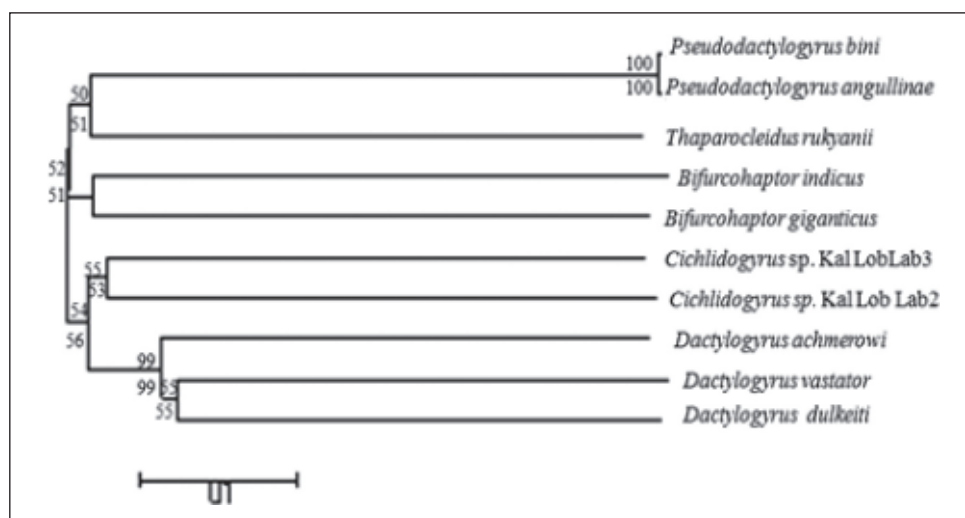 Pseudodactylogyrus bini
100
100
Pseudodactylogyrus angullinae
50
51
Thaparocleidus rukyanii
52
51
Bifurcohaptor indicus
Bifurcohaptor giganticus
55
53
Cichlidogyrus sp. Kal LobLab3
Cichlidogyrus sp. Kal Lob Lab2
54
56
Dactylogyrus achmerowi
99
99
55
55
Dactylogyrus vastator
Dactylogyrus dulkeiti